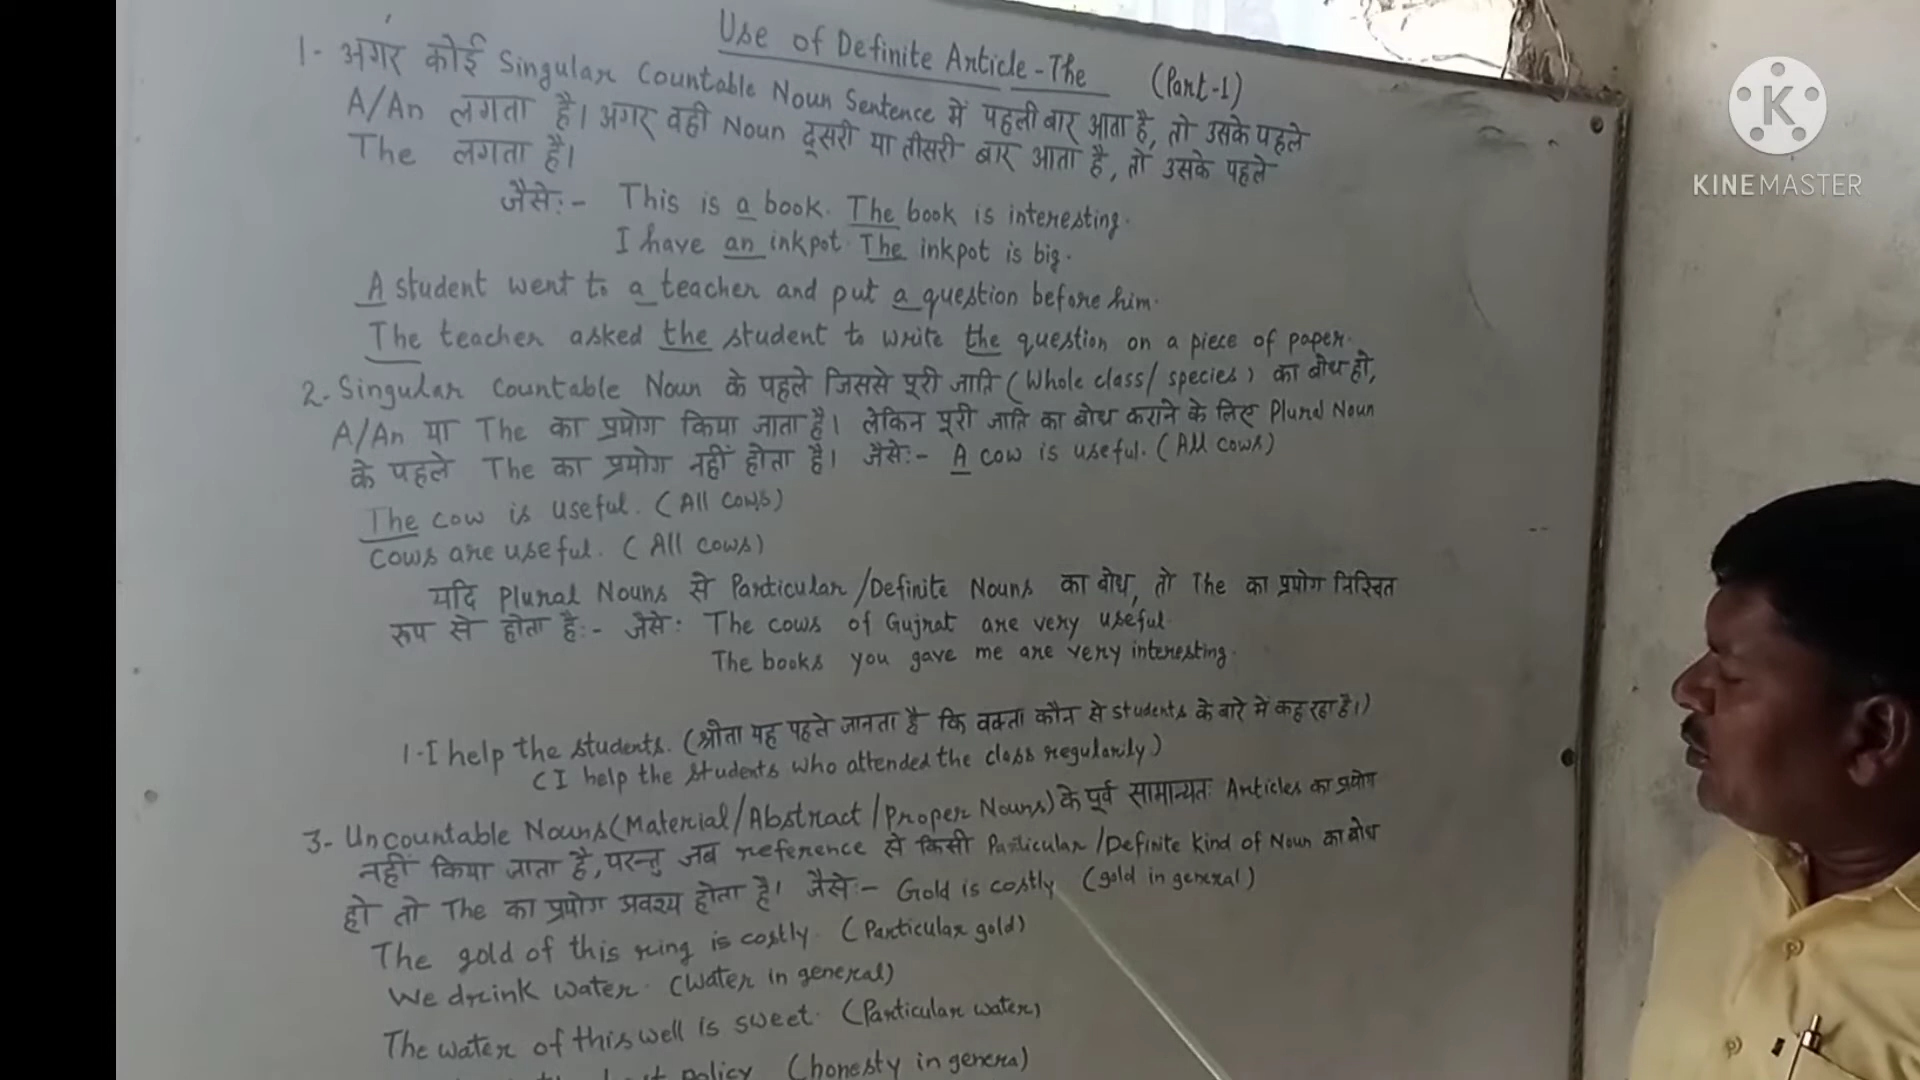 Use of Definite Article - The (Part-1)
1- अगर कोई Singular Countable Noun Sentence में पहली बार आता है, तो उसके पहले
A/An लगता है। अगर वही Noun दूसरी या तीसरी बार आता है, तो उसके पहले
The लगता है।
जैसे:- This is a book. The book is interesting.
I have an inkpot. The inkpot is big.
A student went to a teacher and put a question before him.
The teacher asked the student to write the question on a piece of paper.
2- Singular Countable Noun के पहले जिससे पूरी जाति (Whole class/ species) का बोध हो,
A/An या The का प्रयोग किया जाता है। लेकिन पूरी जाति का बोध कराने के लिए Plural Noun
के पहले The का प्रयोग नहीं होता है। जैसे:- A cow is useful. (All cows)
The cow is useful. (All cows)
Cows are useful. (All cows)
यदि Plural Nouns से Particular/Definite Nouns का बोध, तो The का प्रयोग निश्चित
रूप से होता है:- जैसे: The cows of Gujrat are very useful.
The books you gave me are very interesting.
1-I help the students. (श्रोता यह पहले जानता है कि वक्ता कौन से students के बारे में कह रहा है।)
(I help the students who attended the class regularily)
3- Uncountable Nouns(Material/Abstract/Proper Nouns) के पूर्व सामान्यतः Articles का प्रयोग
नहीं किया जाता है, परन्तु जब reference से किसी Particular/Definite kind of Noun का बोध
हो तो The का प्रयोग अवश्य होता है। जैसे:- Gold is costly (gold in general)
The gold of this ring is costly. (Particular gold)
We drink water. (Water in general)
The water of this well is sweet. (Particular water)
policy (honesty in genera)
K
KINEMASTER